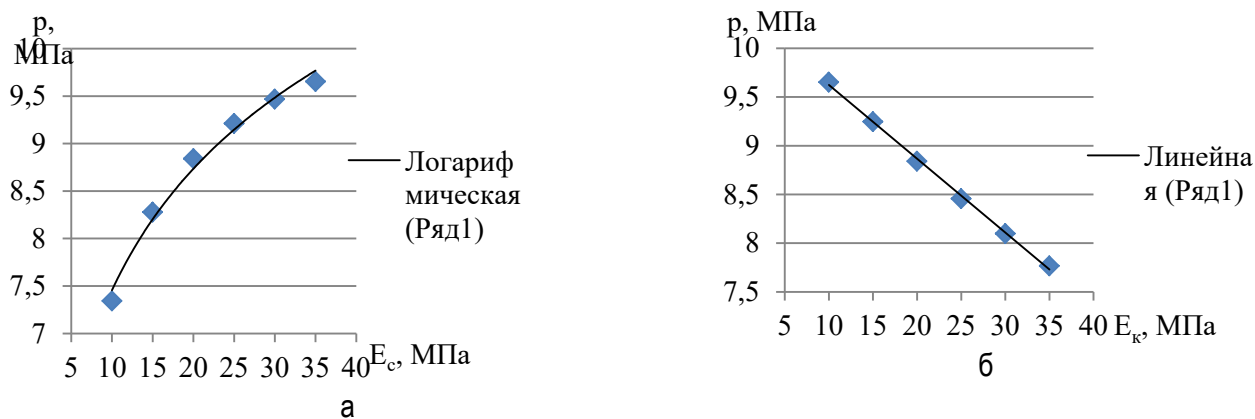 р,
МПа
10
9,5
9
8,5
8
7,5
7
5 10 15 20 25 30 35 40
Eс, МПа
Логариф
мическая
(Ряд1)
а
р, МПа
10
9,5
9
8,5
8
7,5
5 10 15 20 25 30 35 40
Eк, МПа
Линейна
я (Ряд1)
б